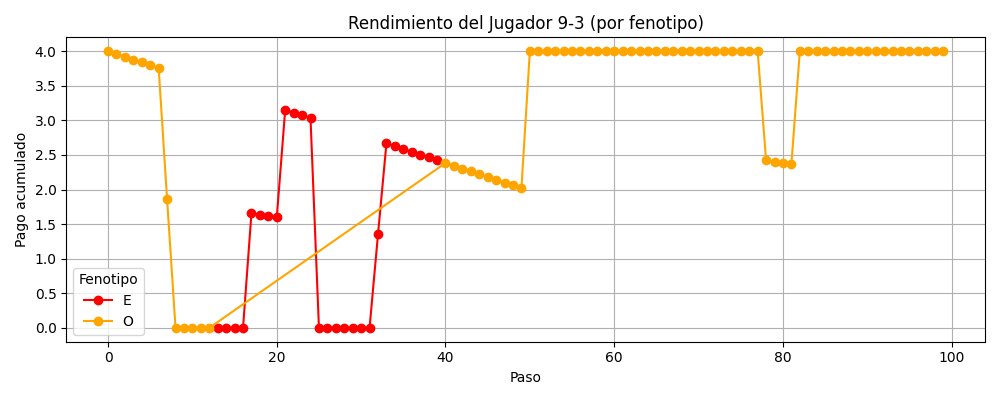 Rendimiento del Jugador 9-3 (por fenotipo)
Pago acumulado
4.0
3.5
3.0
2.5
2.0
1.5
1.0
0.5
0.0
Fenotipo
E
O
0 20 40 60 80 100
Paso